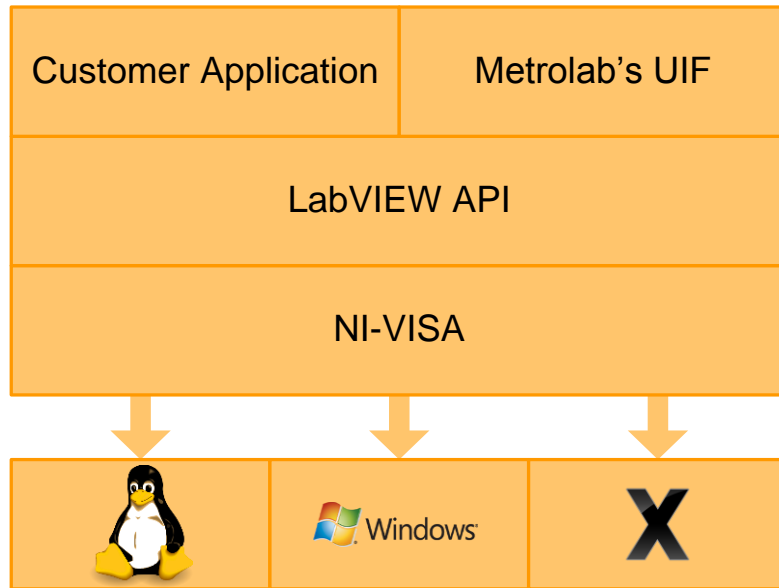 Customer Application
Metrolab’s UIF
LabVIEW API
NI-VISA
Windows
X